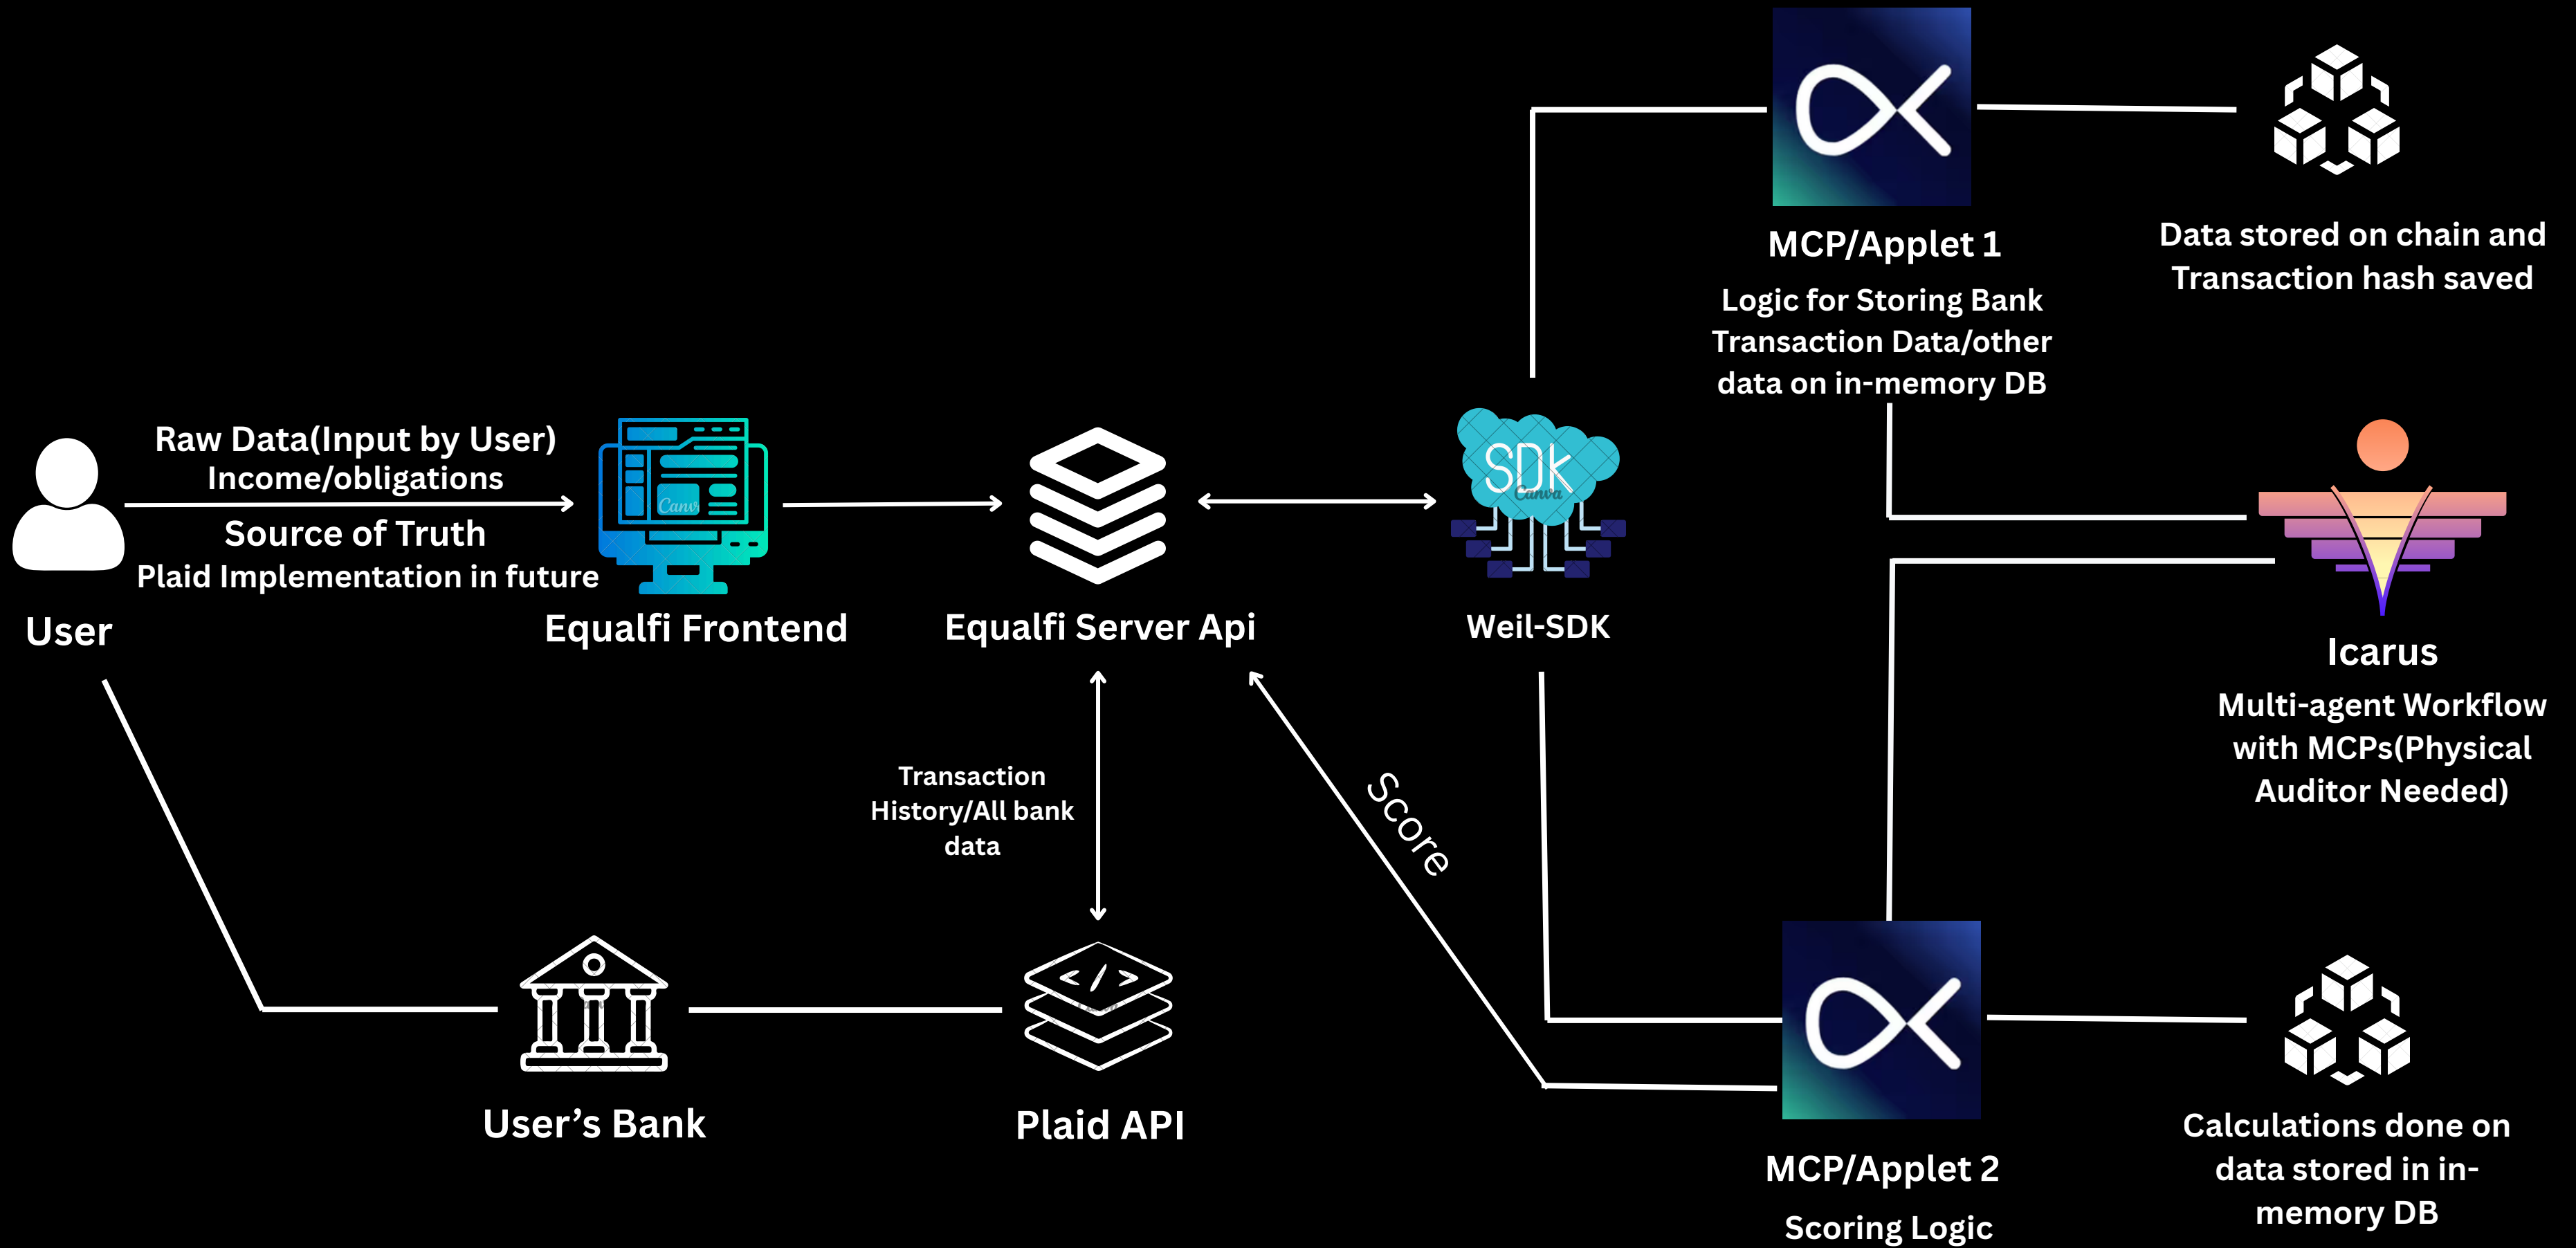 MCP/Applet 1
Logic for Storing Bank
Transaction Data/other
data on in-memory DB
Data stored on chain and
Transaction hash saved
Raw Data(Input by User)
Income/obligations
Source of Truth
Plaid Implementation in future
User
Canva
Equalfi Frontend
Equalfi Server Api
SDK
Canva
Weil-SDK
Icarus
Multi-agent Workflow
with MCPs(Physical
Auditor Needed)
Transaction
History/All bank
data
Score
User's Bank
</>
Plaid API
MCP/Applet 2
Scoring Logic
Calculations done on
data stored in in-
memory DB